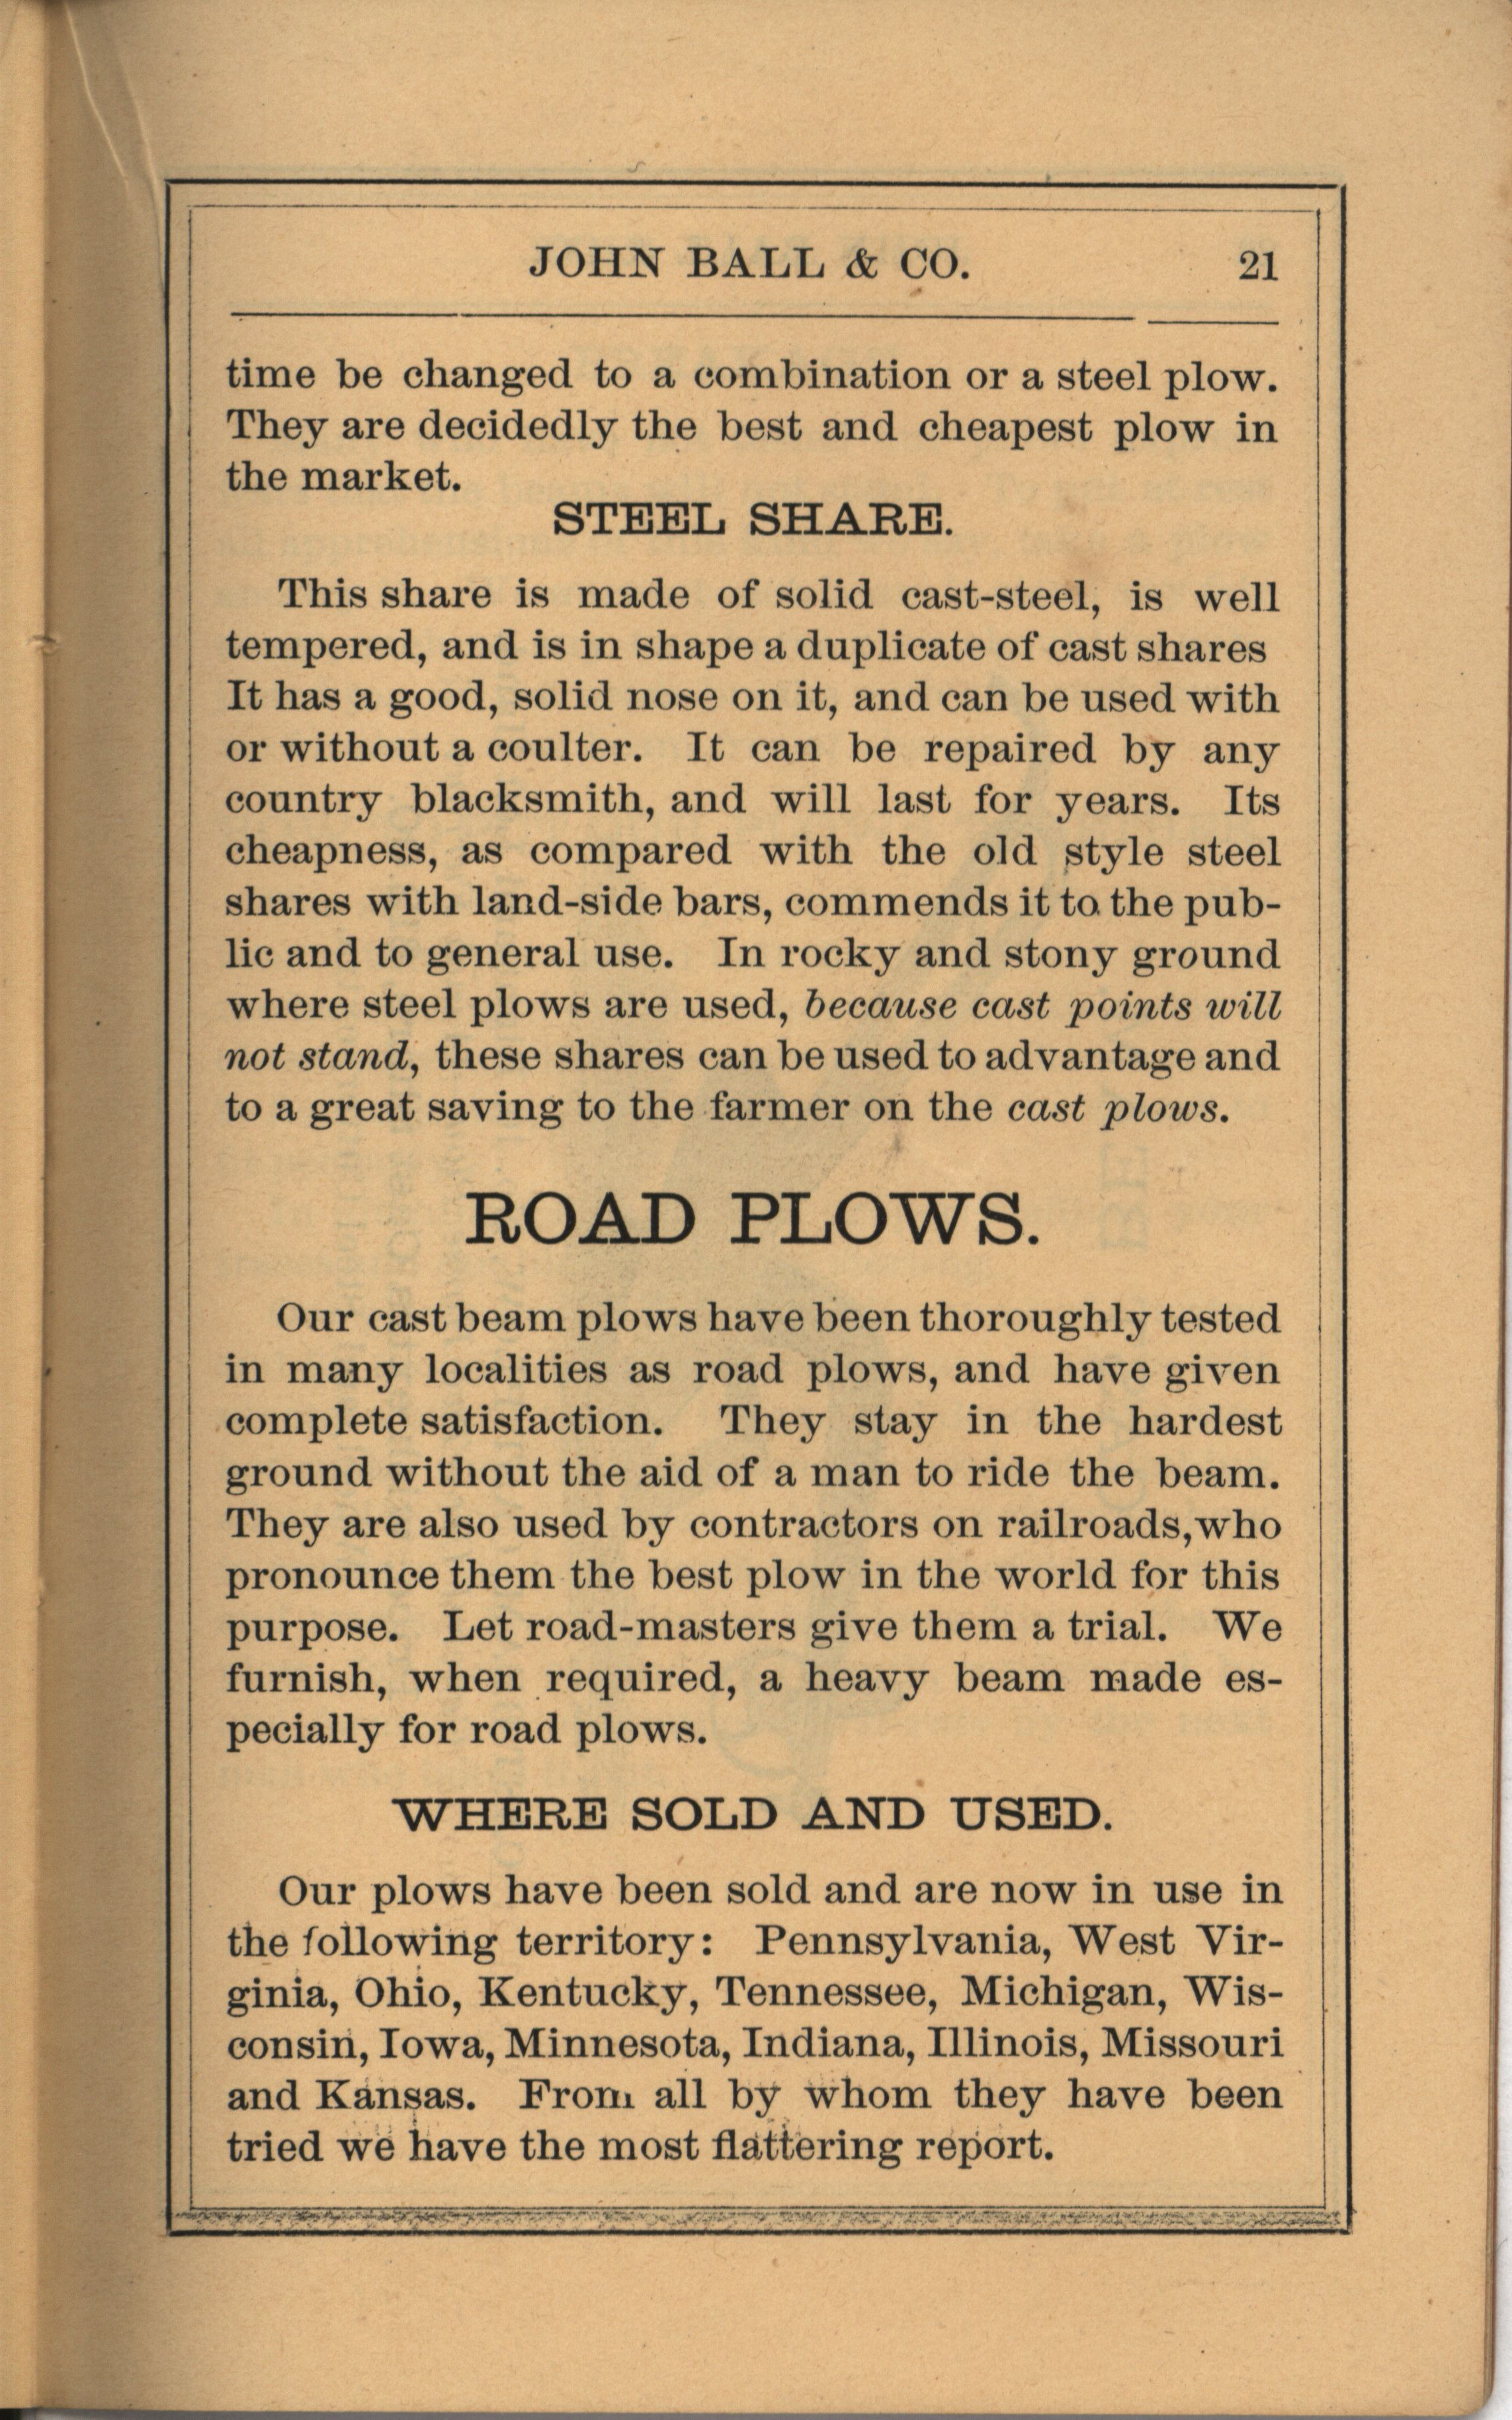 JOHN BALL & CO. 21
time be changed to a combination or a steel plow.
They are decidedly the best and cheapest plow in
the market.
STEEL SHARE.
This share is made of solid cast-steel, is well
tempered, and is in shape a duplicate of cast shares
It has a good, solid nose on it, and can be used with
or without a coulter. It can be repaired by any
country blacksmith, and will last for years. Its
cheapness, as compared with the old style steel
shares with land-side bars, commends it to the pub-
lic and to general use. In rocky and stony ground
where steel plows are used, because cast points will
not stand, these shares can be used to advantage and
to a great saving to the farmer on the cast plows.
ROAD PLOWS.
Our cast beam plows have been thoroughly tested
in many localities as road plows, and have given
complete satisfaction. They stay in the hardest
ground without the aid of a man to ride the beam.
They are also used by contractors on railroads,who
pronounce them the best plow in the world for this
purpose. Let road-masters give them a trial. We
furnish, when required, a heavy beam made es-
pecially for road plows.
WHERE SOLD AND USED.
Our plows have been sold and are now in use in
the following territory: Pennsylvania, West Vir-
ginia, Ohio, Kentucky, Tennessee, Michigan, Wis-
consin, Iowa, Minnesota, Indiana, Illinois, Missouri
and Kansas. From all by whom they have been
tried we have the most flattering report.